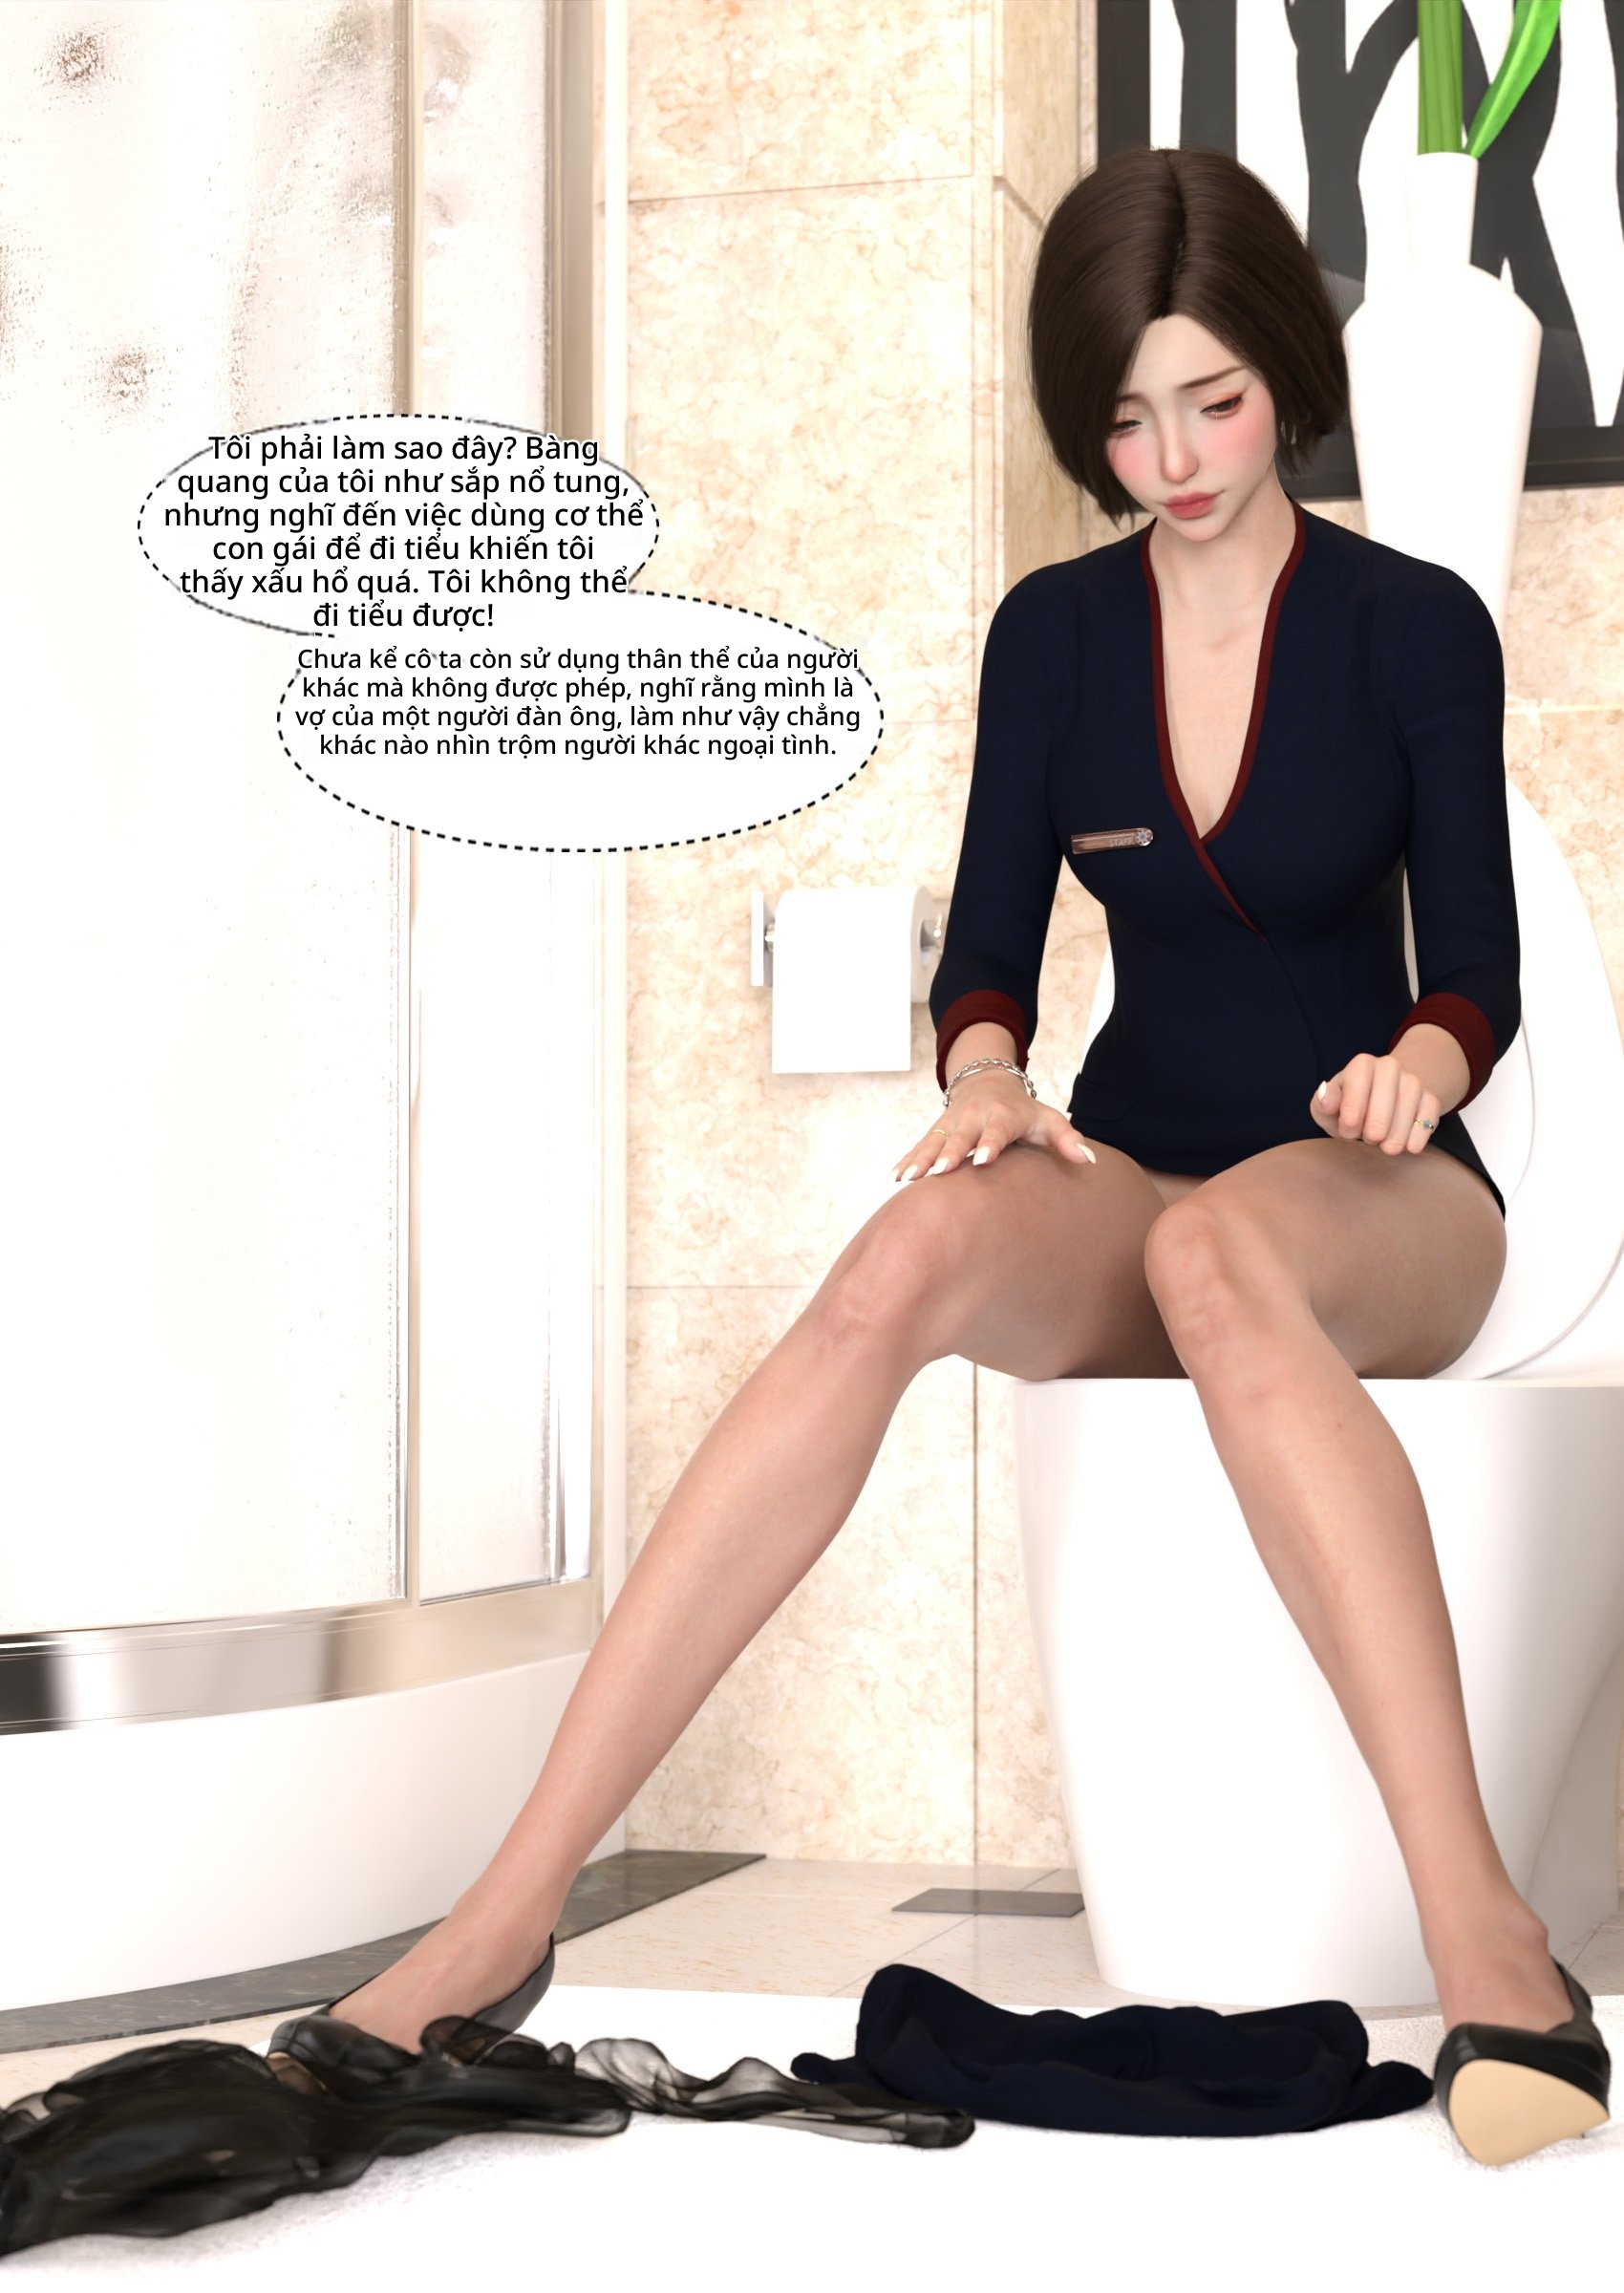 Tôi phải làm sao đây? Bàng
quang của tôi như sắp nổ tung,
nhưng nghĩ đến việc dùng cơ thể
con gái để đi tiểu khiến tôi
thấy xấu hổ quá. Tôi không thể
đi tiểu được!
Chưa kể cô ta còn sử dụng thân thể của người
khác mà không được phép, nghĩ rằng mình là
vợ của một người đàn ông, làm như vậy chẳng
khác nào nhìn trộm người khác ngoại tình.